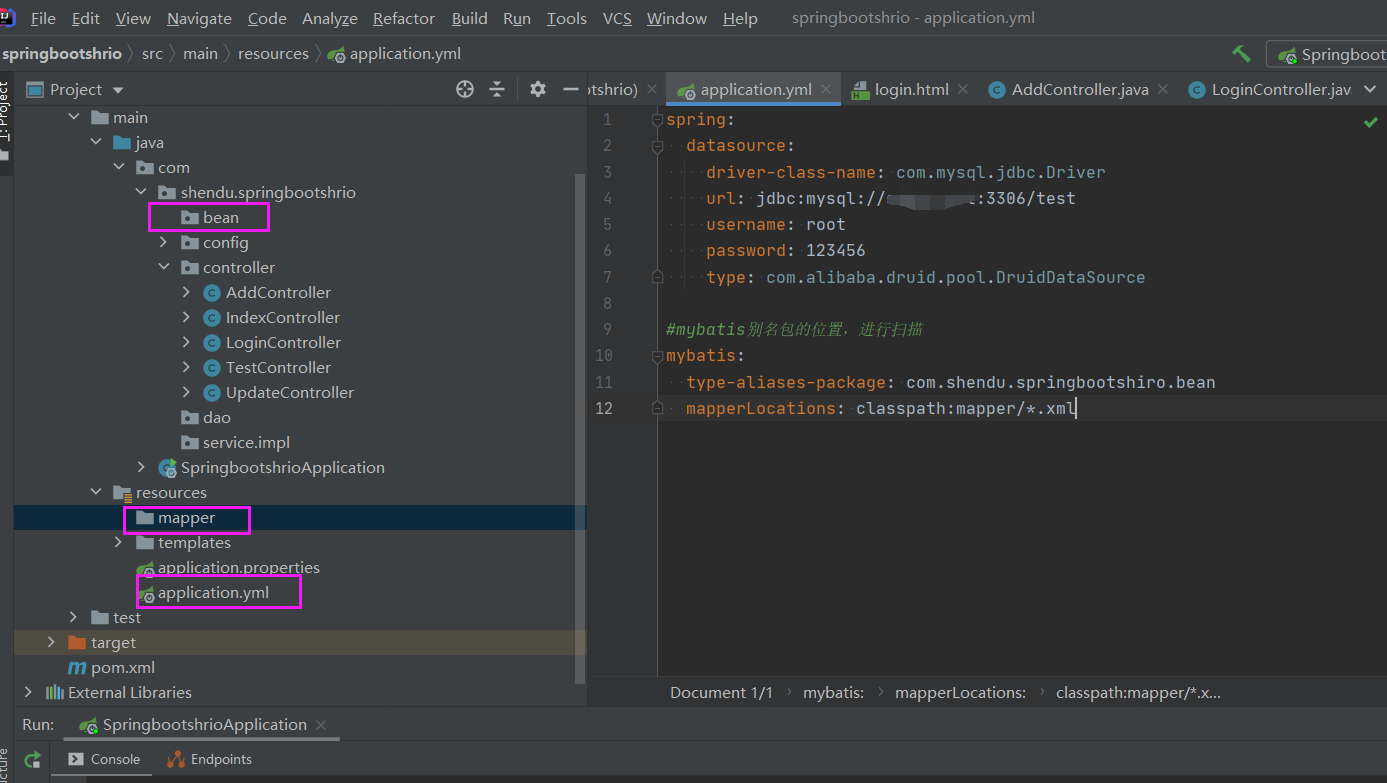 File Edit View Navigate Code Analyze Refactor Build Run Tools VCS Window Help springbootshrio - application.yml
springbootshrio src main resources application.yml Springboot
1: Project
Project
otshrio) application.yml login.html AddController.java LoginController.jav
main
java
com
shendu.springbootshrio
bean
config
controller
AddController
IndexController
LoginController
TestController
UpdateController
dao
service.impl
SpringbootshrioApplication
resources
mapper
templates
application.properties
application.yml
test
target
pom.xml
External Libraries
1 spring:
2 datasource:
3 driver-class-name: com.mysql.jdbc.Driver
4 url: jdbc:mysql:// :3306/test
5 username: root
6 password: 123456
7 type: com.alibaba.druid.pool.DruidDataSource
8
9 #mybatis别名包的位置，进行扫描
10 mybatis:
11 type-aliases-package: com.shendu.springbootshiro.bean
12 mapperLocations: classpath:mapper/*.xml
Document 1/1 mybatis: mapperLocations: classpath:mapper/*.x...
Run: SpringbootshrioApplication
Console Endpoints